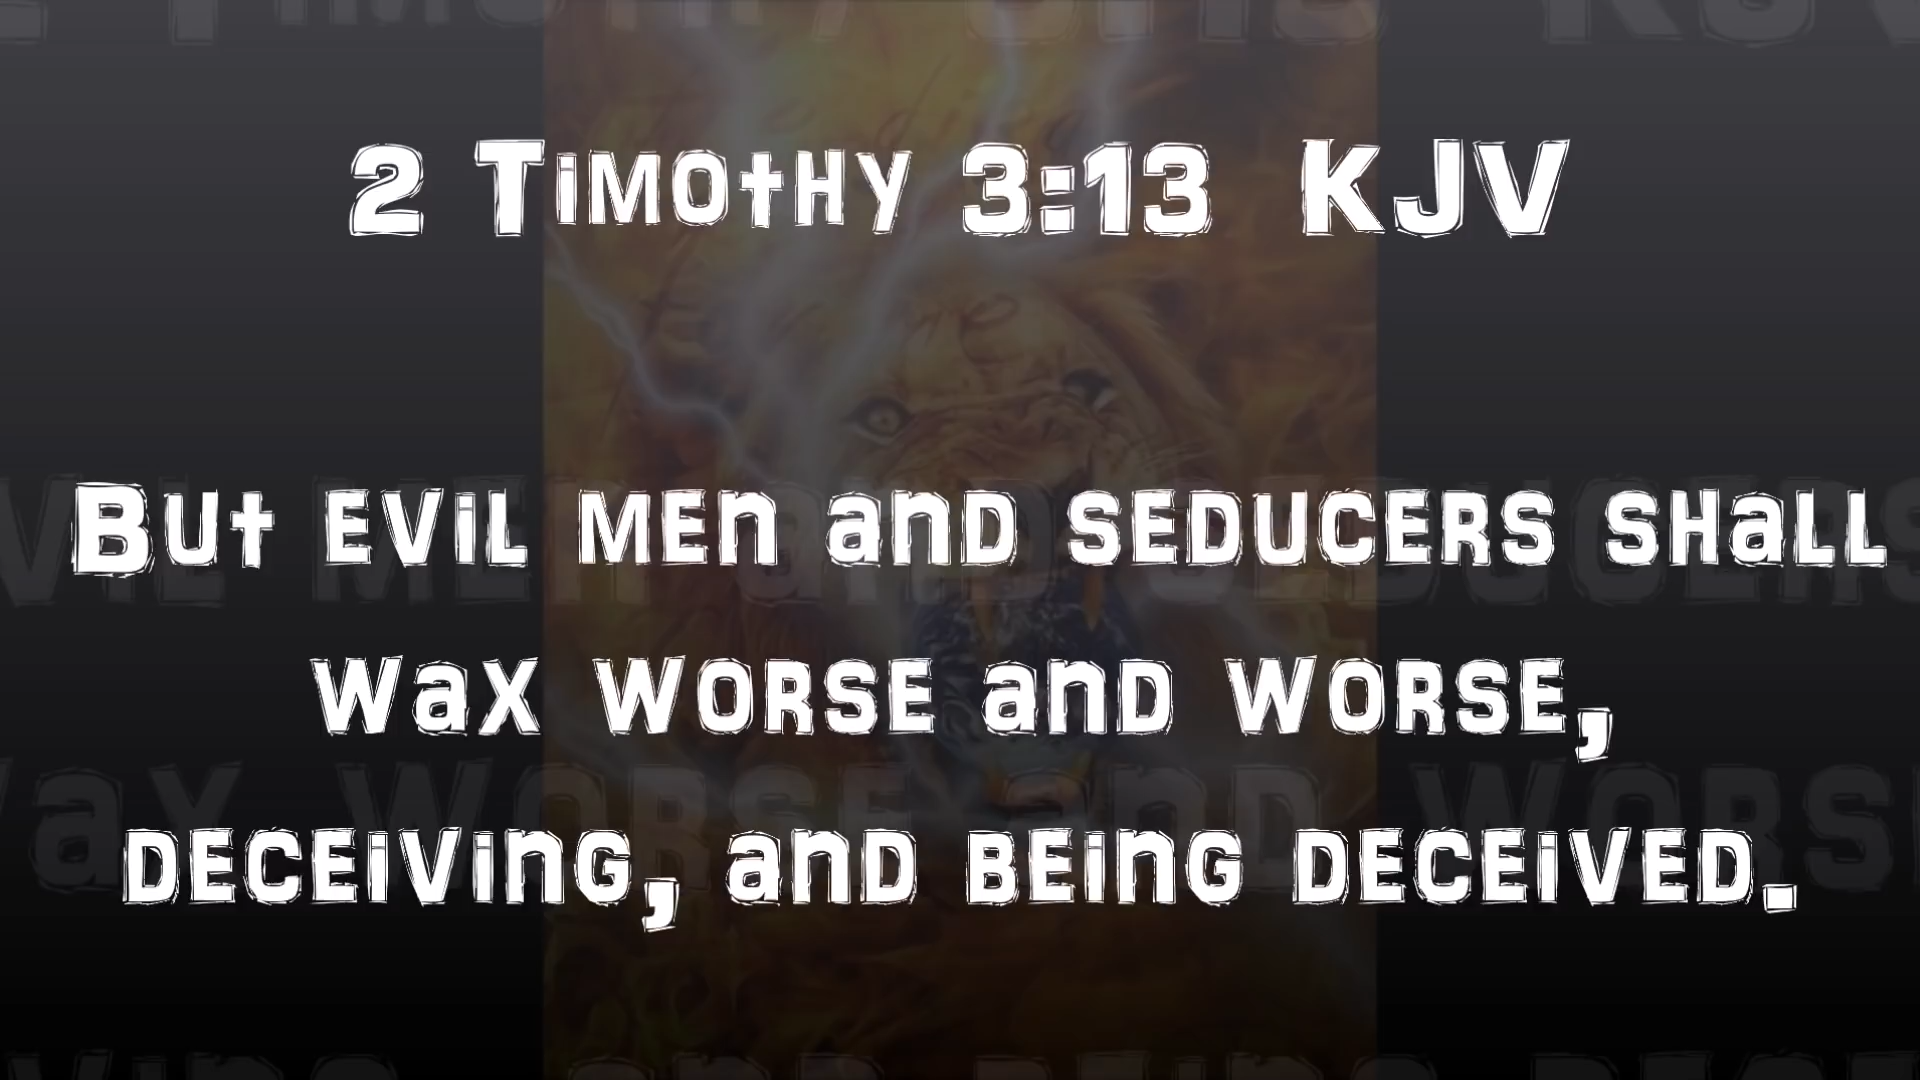 2 Timothy 3:13 KJV
But evil men and seducers shall
wax worse and worse,
deceiving, and being deceived.